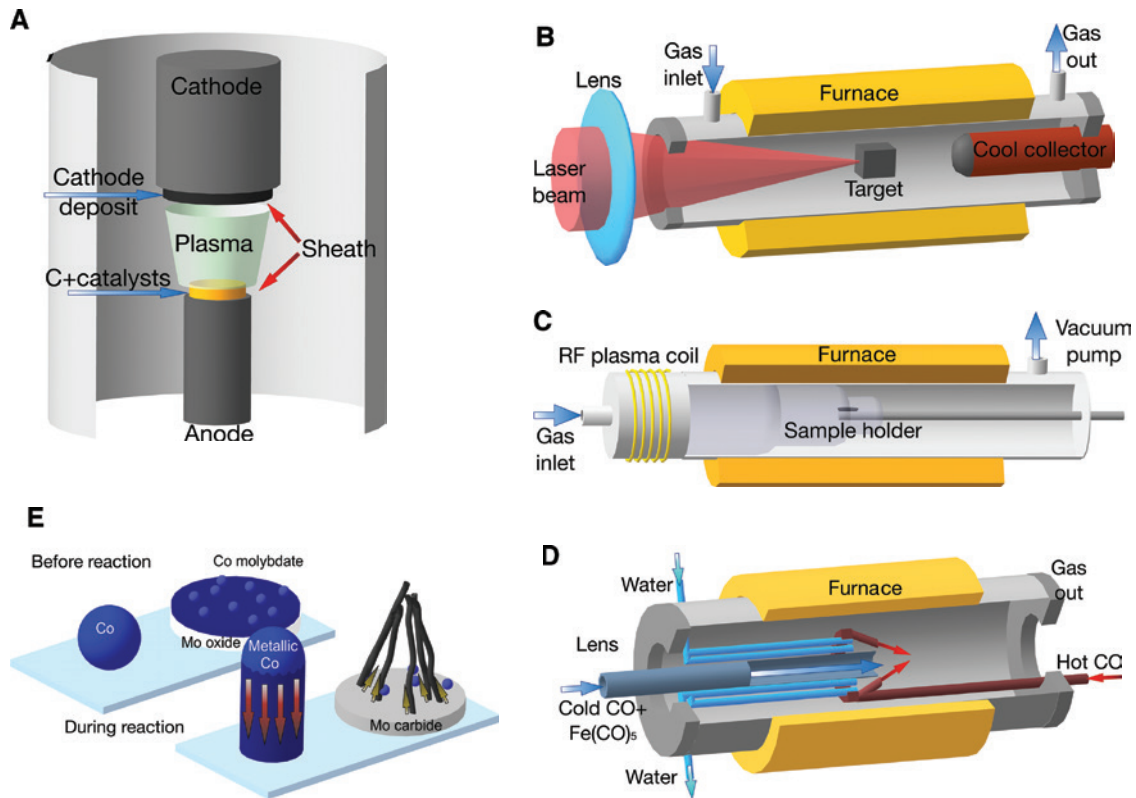 A
Cathode
Cathode
deposit
Plasma
Sheath
C+catalysts
Anode
B
Gas
inlet
Gas
out
Lens
Furnace
Laser
beam
Target
Cool collector
C
RF plasma coil
Furnace
Vacuum
pump
Gas
inlet
Sample holder
E
Before reaction
Co molybdate
Co
Mo oxide
Metallic
Co
During reaction
Mo carbide
D
Water
Furnace
Gas
out
Lens
Hot CO
Cold CO+
Fe(CO)₅
Water